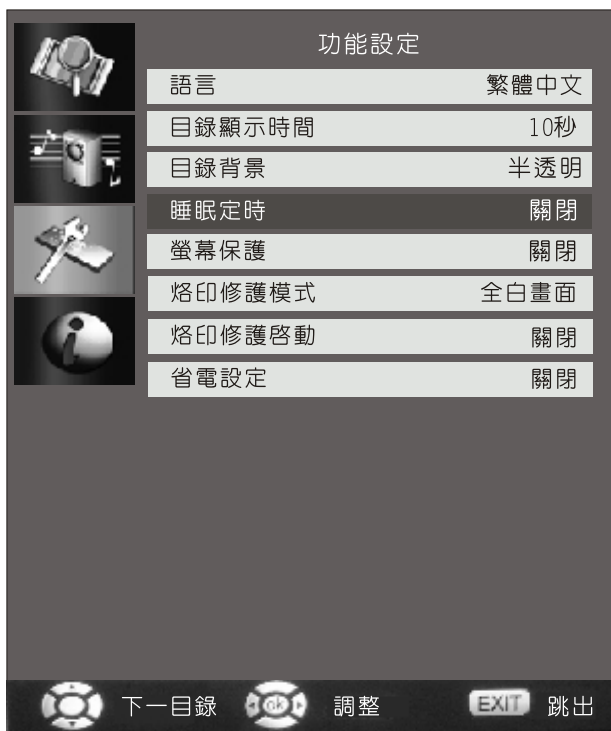 功能設定
語言 繁體中文
目錄顯示時間 10秒
目錄背景 半透明
睡眠定時 關閉
螢幕保護 關閉
烙印修護模式 全白畫面
烙印修護啓動 關閉
省電設定 關閉
下一目錄 ok 調整 EXIT 跳出